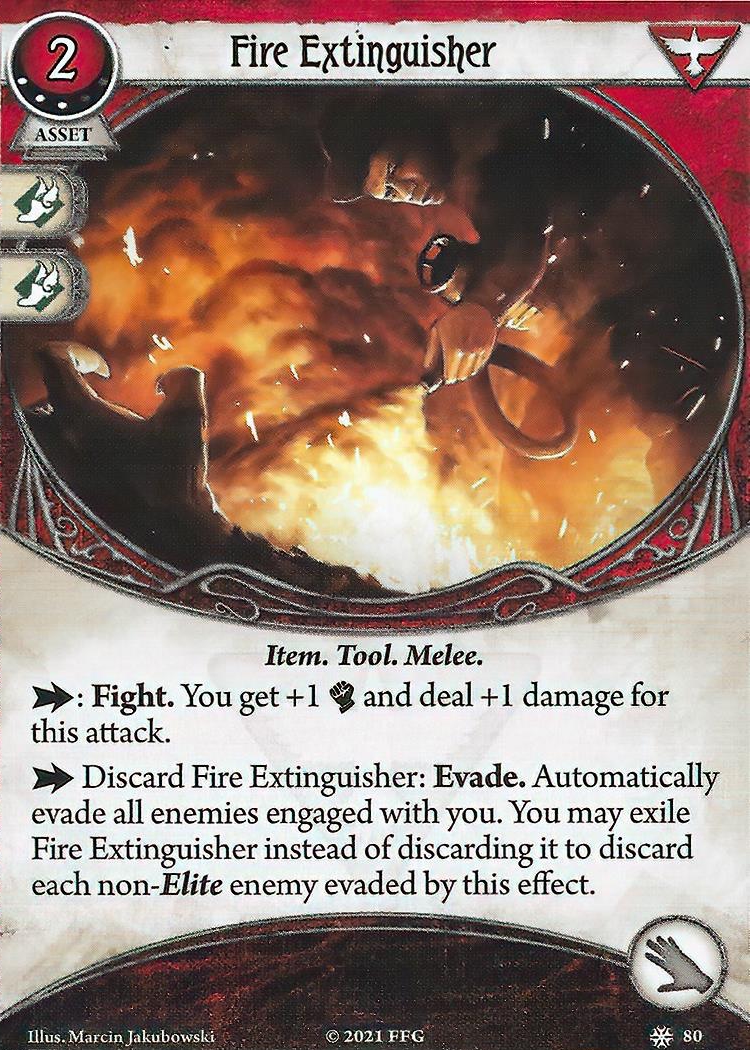 2
Fire Extinguisher
ASSET
Item. Tool. Melee.
: Fight. You get +1 and deal +1 damage for
this attack.
Discard Fire Extinguisher: Evade. Automatically
evade all enemies engaged with you. You may exile
Fire Extinguisher instead of discarding it to discard
each non-Elite enemy evaded by this effect.
Illus. Marcin Jakubowski
© 2021 FFG
80